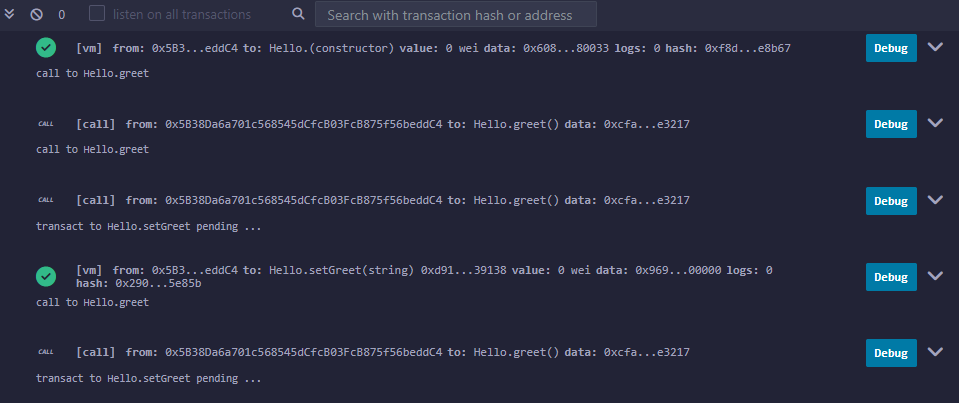 0 listen on all transactions Search with transaction hash or address
[vm] from: 0x5B3...eddC4 to: Hello.(constructor) value: 0 wei data: 0x608...80033 logs: 0 hash: 0xf8d...e8b67 Debug
call to Hello.greet
CALL [call] from: 0x5B38Da6a701c568545dCfcB03FcB875f56beddC4 to: Hello.greet() data: 0xcfa...e3217 Debug
call to Hello.greet
CALL [call] from: 0x5B38Da6a701c568545dCfcB03FcB875f56beddC4 to: Hello.greet() data: 0xcfa...e3217 Debug
transact to Hello.setGreet pending ...
[vm] from: 0x5B3...eddC4 to: Hello.setGreet(string) 0xd91...39138 value: 0 wei data: 0x969...00000 logs: 0
hash: 0x290...5e85b Debug
call to Hello.greet
CALL [call] from: 0x5B38Da6a701c568545dCfcB03FcB875f56beddC4 to: Hello.greet() data: 0xcfa...e3217 Debug
transact to Hello.setGreet pending ...